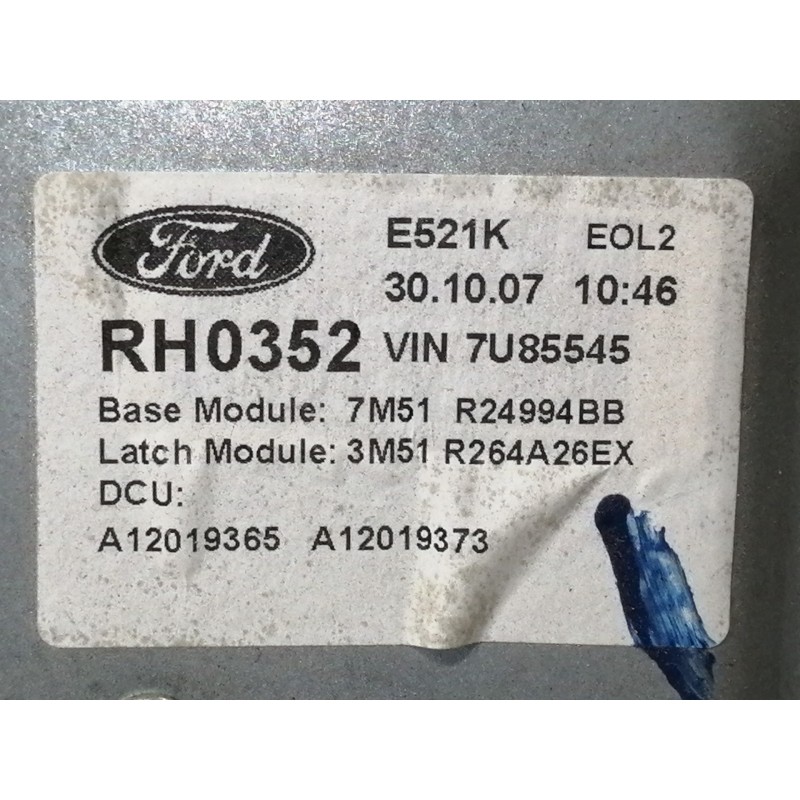 Ford E521K EOL2
30.10.07 10:46
RH0352 VIN 7U85545
Base Module: 7M51 R24994BB
Latch Module: 3M51 R264A26EX
DCU:
A12019365 A12019373